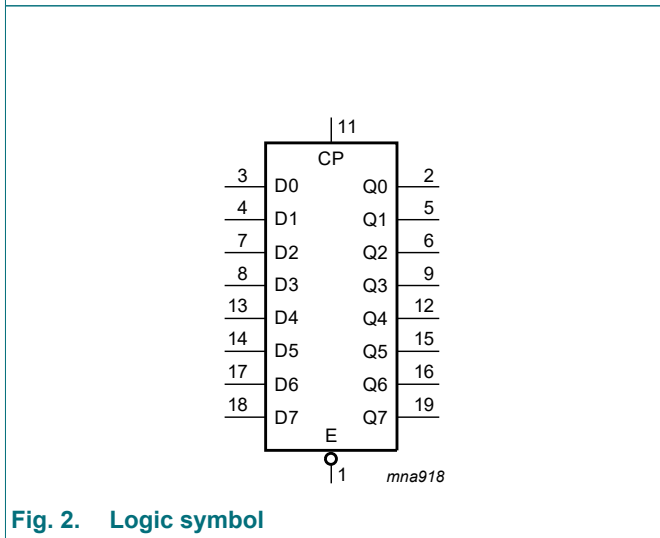 11
CP
3 D0 Q0 2
4 D1 Q1 5
7 D2 Q2 6
8 D3 Q3 9
13 D4 Q4 12
14 D5 Q5 15
17 D6 Q6 16
18 D7 Q7 19
E
1 mna918
Fig. 2. Logic symbol